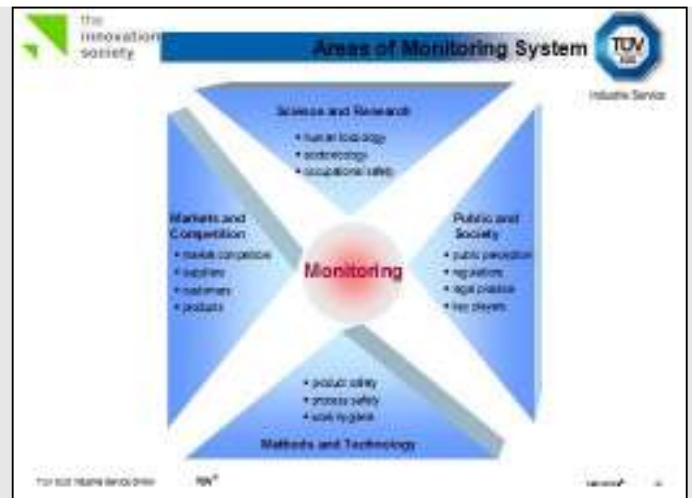 the
innovation
society
Areas of Monitoring System
TÜV
Industrie Service
Science and Research
• human toxicology
• ecotoxicology
• occupational safety
Markets and
Competition
• market competition
• suppliers
• customers
• products
Public and
Society
• public perception
• regulations
• legal practice
• key players
Monitoring
• product safety
• process safety
• work hygiene
Methods and Technology